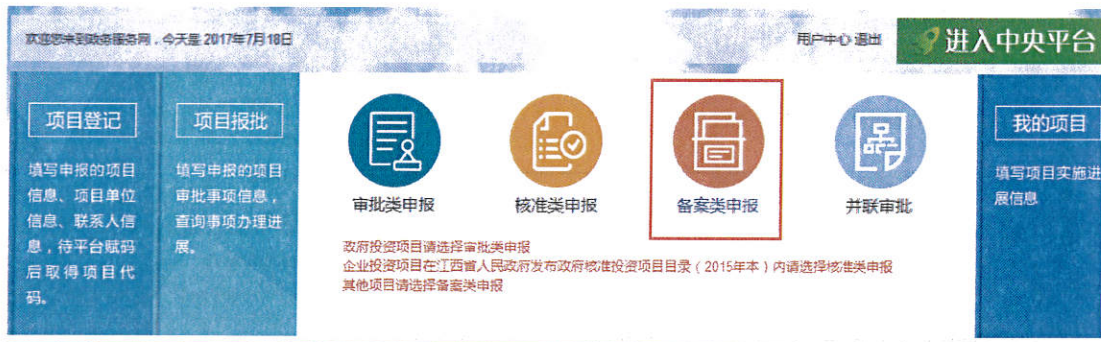 欢迎您来到政务服务网，今天是 2017年7月18日
用户中心 退出
进入中央平台
项目登记
填写申报的项目
信息、项目单位
信息、联系人信
息，待平台赋码
后取得项目代
码。
项目报批
填写申报的项目
审批事项信息，
查询事项办理进
展。
审批类申报
核准类申报
备案类申报
并联审批
政府投资项目请选择审批类申报
企业投资项目在江西省人民政府发布政府核准投资项目目录（2015年本）内请选择核准类申报
其他项目请选择备案类申报
我的项目
填写项目实施进
展信息